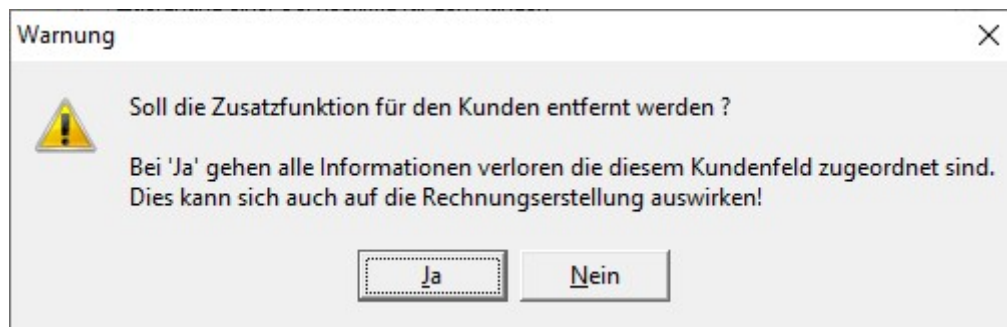 Warnung
Soll die Zusatzfunktion für den Kunden entfernt werden ?
Bei 'Ja' gehen alle Informationen verloren die diesem Kundenfeld zugeordnet sind.
Dies kann sich auch auf die Rechnungserstellung auswirken!
Ja
Nein